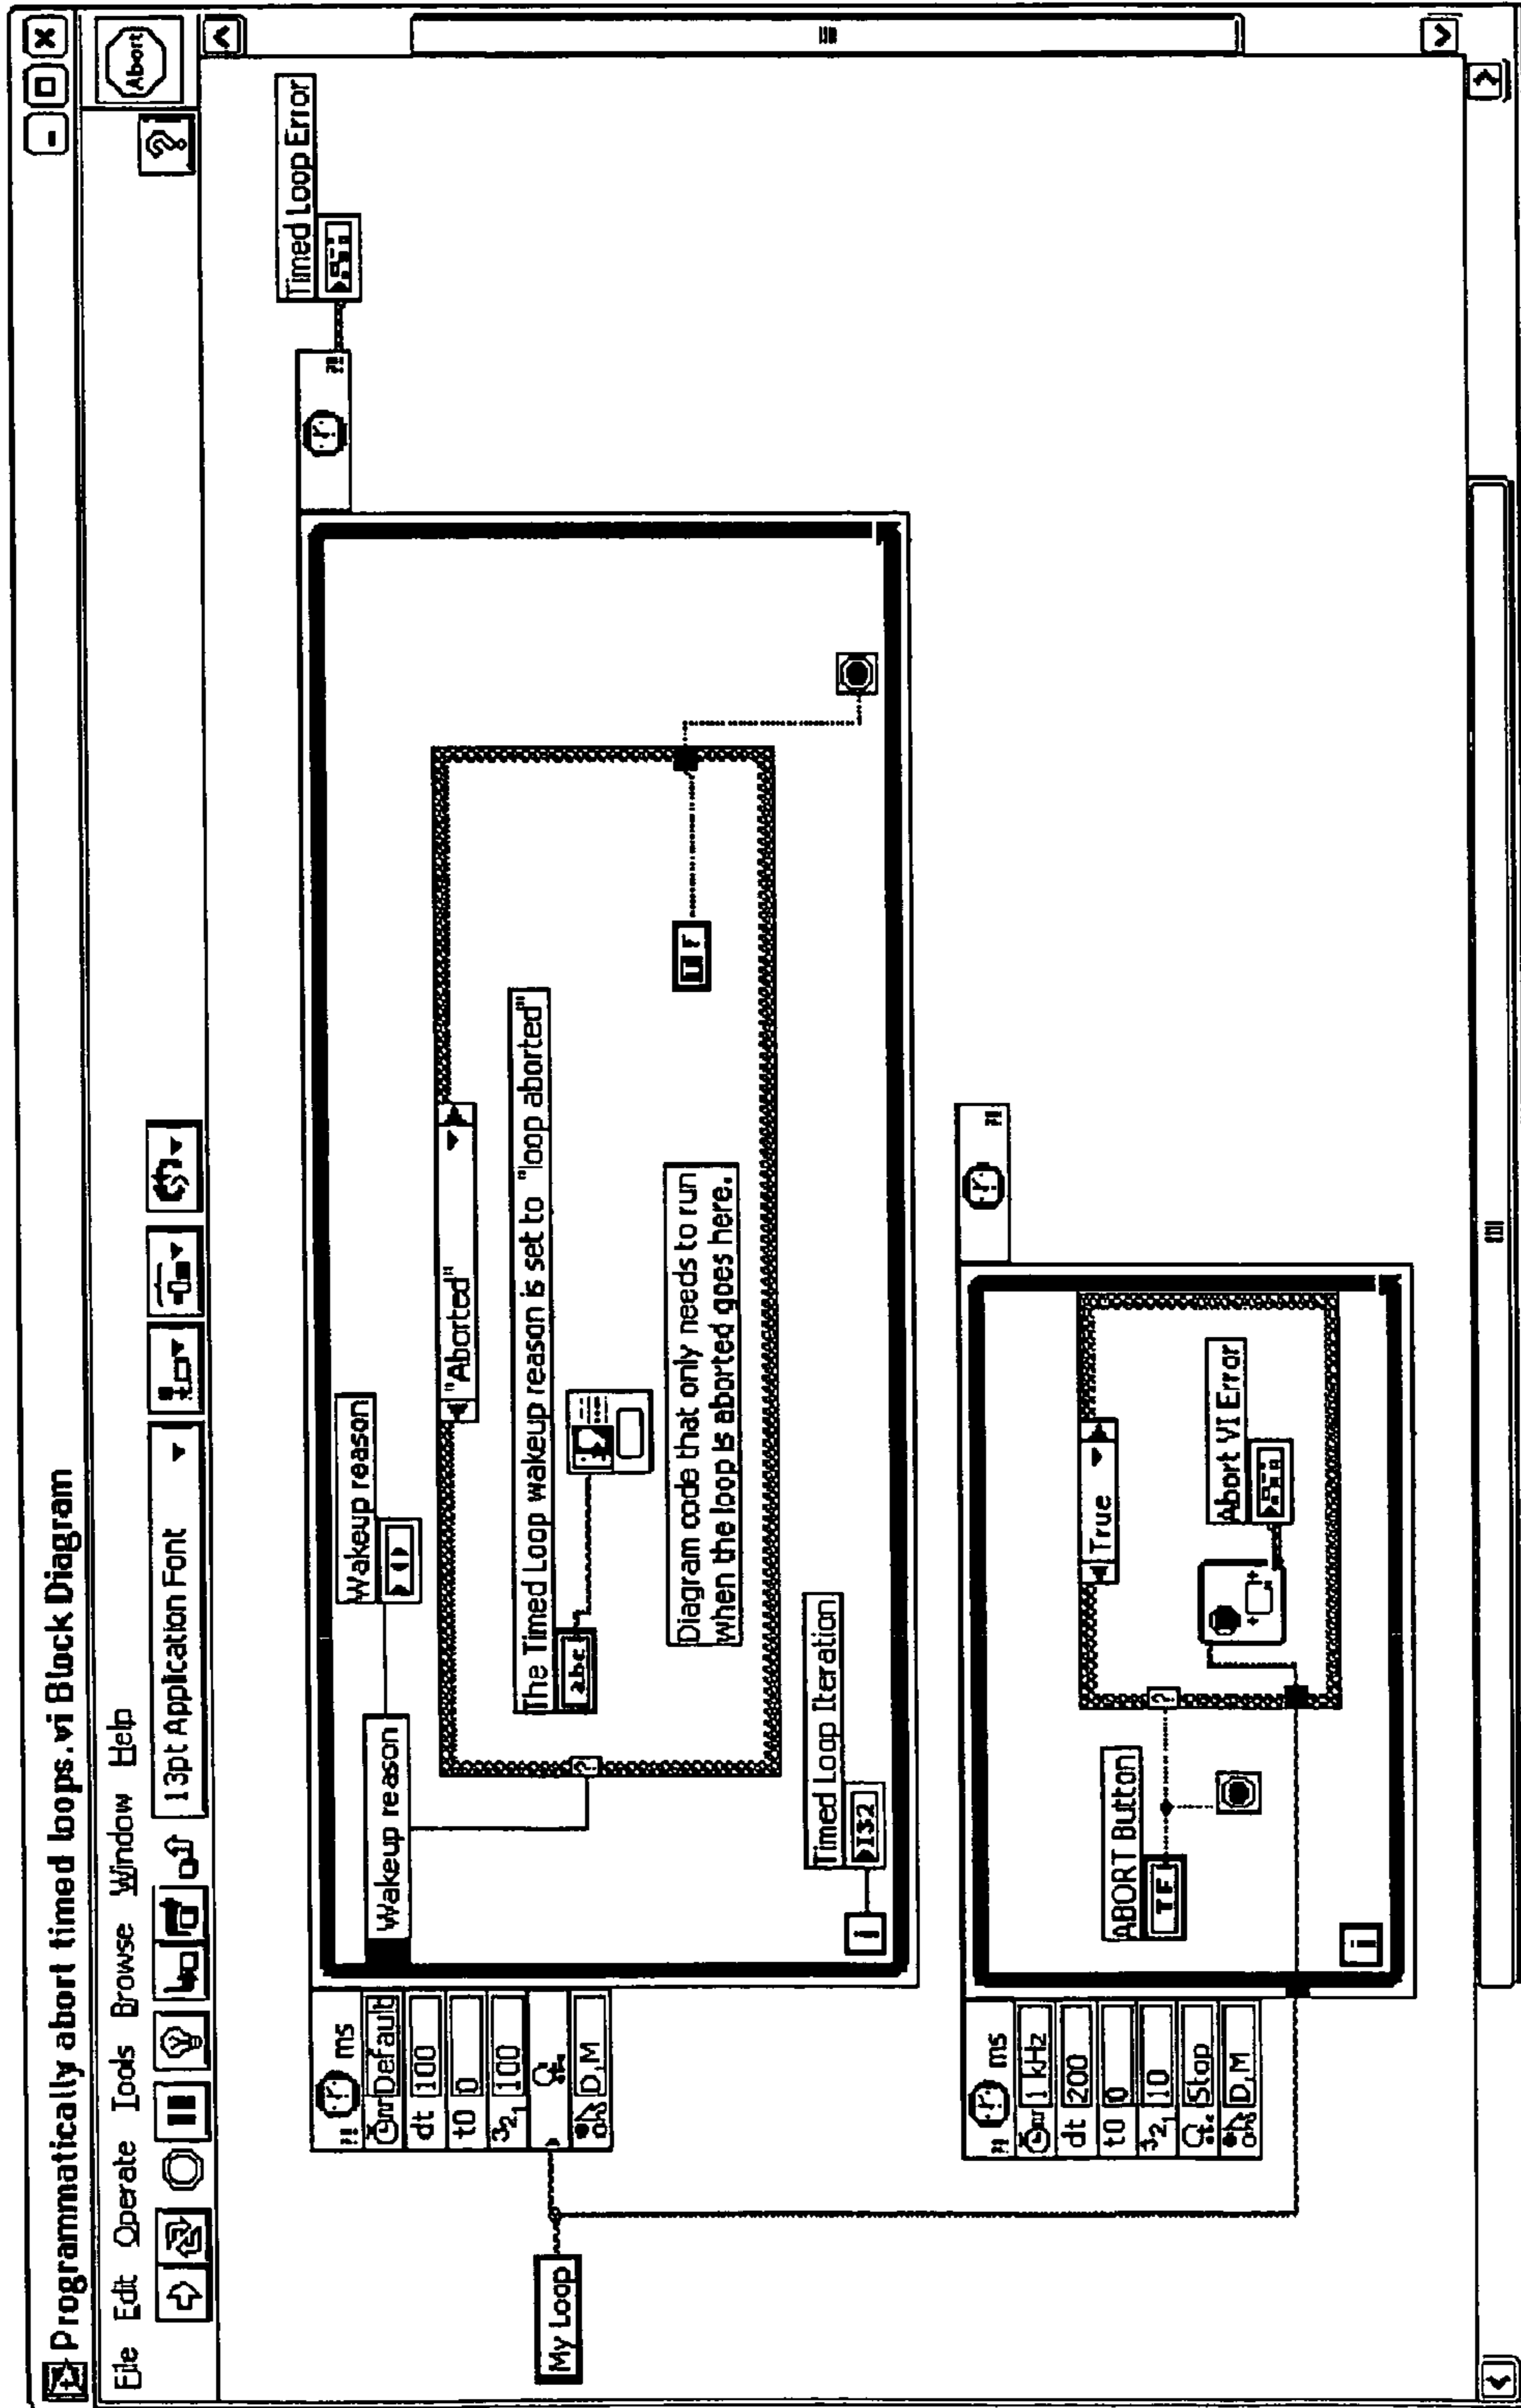 Programmatically abort timed loops.vi Block Diagram
File Edit Operate Tools Browse Window Help
13pt Application Font
?
Abort
Timed Loop Error
?!
ms
Default
dt 100
t0 0
100
D,M
My Loop
Wakeup reason
Wakeup reason
"Aborted"
The Timed Loop wakeup reason is set to "loop aborted"
abc
Diagram code that only needs to run
when the loop is aborted goes here.
T F
?
Timed Loop Iteration
I32
i
?!
?!
ms
1 kHz
dt 200
t0 0
10
Stop
D,M
ABORT Button
TF
True
?
Abort VI Error
i
?!